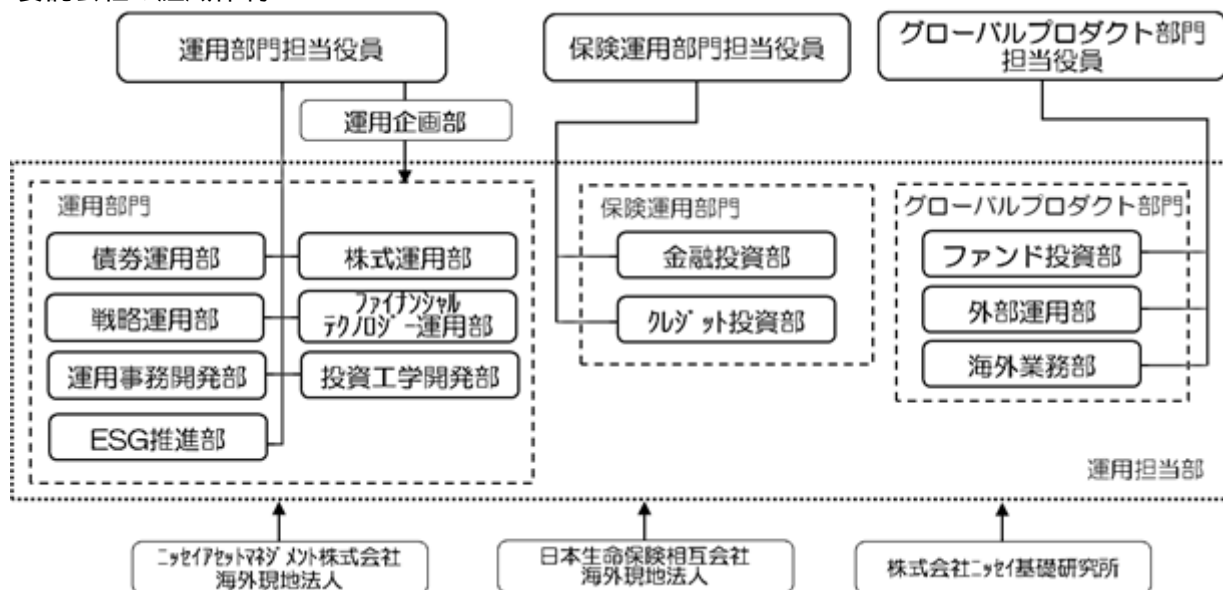 運用部門担当役員
保険運用部門担当役員
グローバルプロダクト部門
担当役員
運用企画部
運用部門
債券運用部
株式運用部
戦略運用部
ファイナンシャル
テクノロジー運用部
運用事務開発部
投資工学開発部
ESG推進部
保険運用部門
金融投資部
クレジット投資部
グローバルプロダクト部門
ファンド投資部
外部運用部
海外業務部
運用担当部
ニッセイアセットマネジメント株式会社
海外現地法人
日本生命保険相互会社
海外現地法人
株式会社ニッセイ基礎研究所